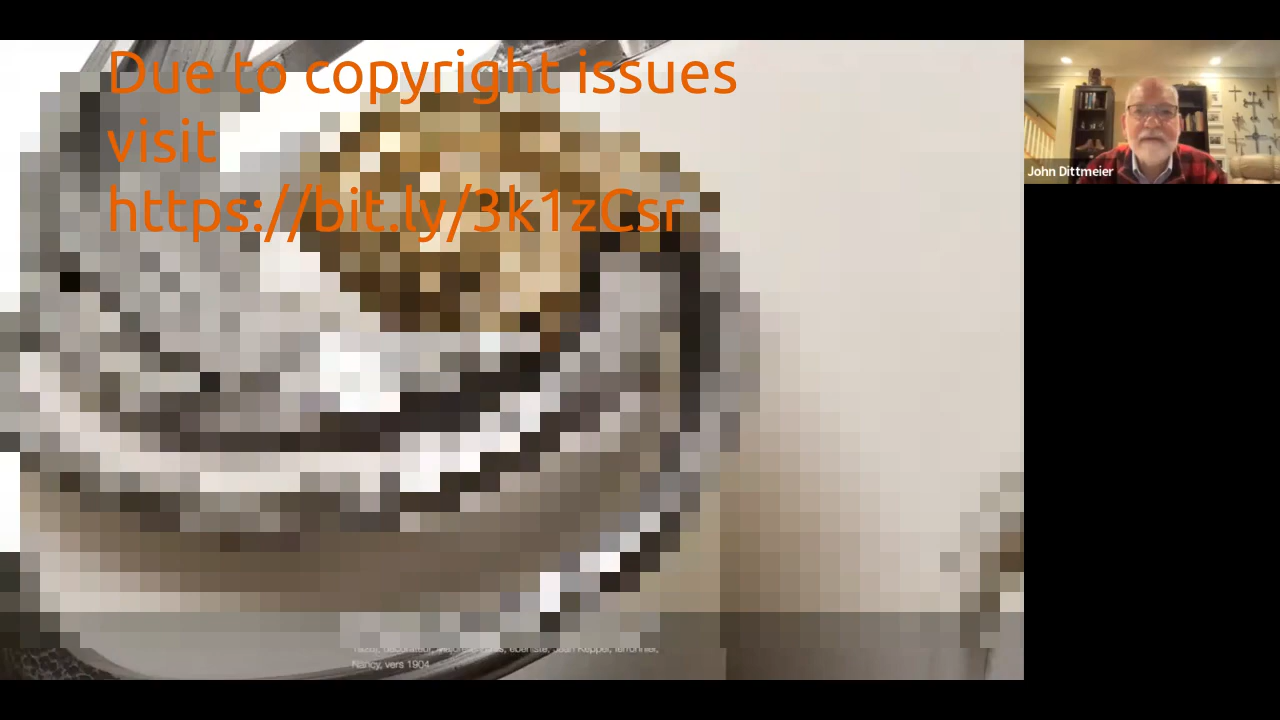 Due to copyright issues
visit
https://bit.ly/3k1zCsr
John Dittmeier
Nancy, vers 1904